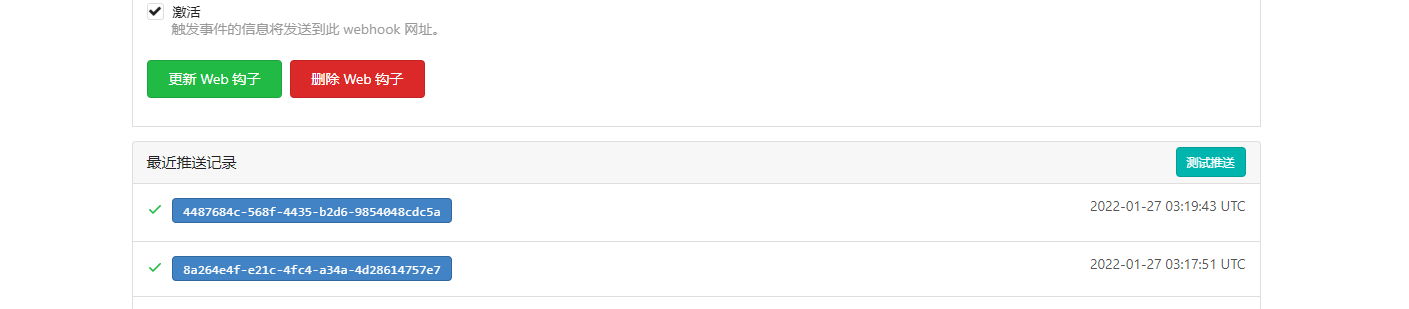 激活
触发事件的信息将发送到此 webhook 网址。
更新 Web 钩子 删除 Web 钩子
最近推送记录 测试推送
4487684c-568f-4435-b2d6-9854048cdc5a 2022-01-27 03:19:43 UTC
8a264e4f-e21c-4fc4-a34a-4d28614757e7 2022-01-27 03:17:51 UTC